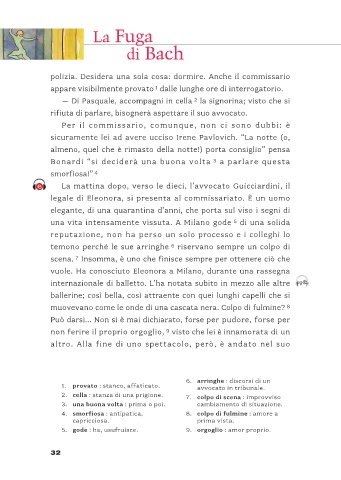 La Fuga
di Bach
polizia. Desidera una sola cosa: dormire. Anche il commissario
appare visibilmente provato 1 dalle lunghe ore di interrogatorio.
— Di Pasquale, accompagni in cella 2 la signorina; visto che si
rifiuta di parlare, bisognerà aspettare il suo avvocato.
Per il commissario, comunque, non ci sono dubbi: è
sicuramente lei ad avere ucciso Irene Pavlovich. “La notte (o,
almeno, quel che è rimasto della notte!) porta consiglio” pensa
Bonardi “si deciderà una buona volta 3 a parlare questa
smorfiosa!” 4
La mattina dopo, verso le dieci, l'avvocato Guicciardini, il
legale di Eleonora, si presenta al commissariato. È un uomo
elegante, di una quarantina d'anni, che porta sul viso i segni di
una vita intensamente vissuta. A Milano gode 5 di una solida
reputazione, non ha perso un solo processo e i colleghi lo
temono perché le sue arringhe 6 riservano sempre un colpo di
scena. 7 Insomma, è uno che finisce sempre per ottenere ciò che
vuole. Ha conosciuto Eleonora a Milano, durante una rassegna
internazionale di balletto. L'ha notata subito in mezzo alle altre
ballerine; così bella, così attraente con quei lunghi capelli che si
muovevano come le onde di una cascata nera. Colpo di fulmine? 8
Può darsi... Non si è mai dichiarato, forse per pudore, forse per
non ferire il proprio orgoglio, 9 visto che lei è innamorata di un
altro. Alla fine di uno spettacolo, però, è andato nel suo
1. provato : stanco, affaticato.
2. cella : stanza di una prigione.
3. una buona volta : prima o poi.
4. smorfiosa : antipatica,
capricciosa.
5. gode : ha, usufruisce.
6. arringhe : discorsi di un
avvocato in tribunale.
7. colpo di scena : improvviso
cambiamento di situazione.
8. colpo di fulmine : amore a
prima vista.
9. orgoglio : amor proprio.
32